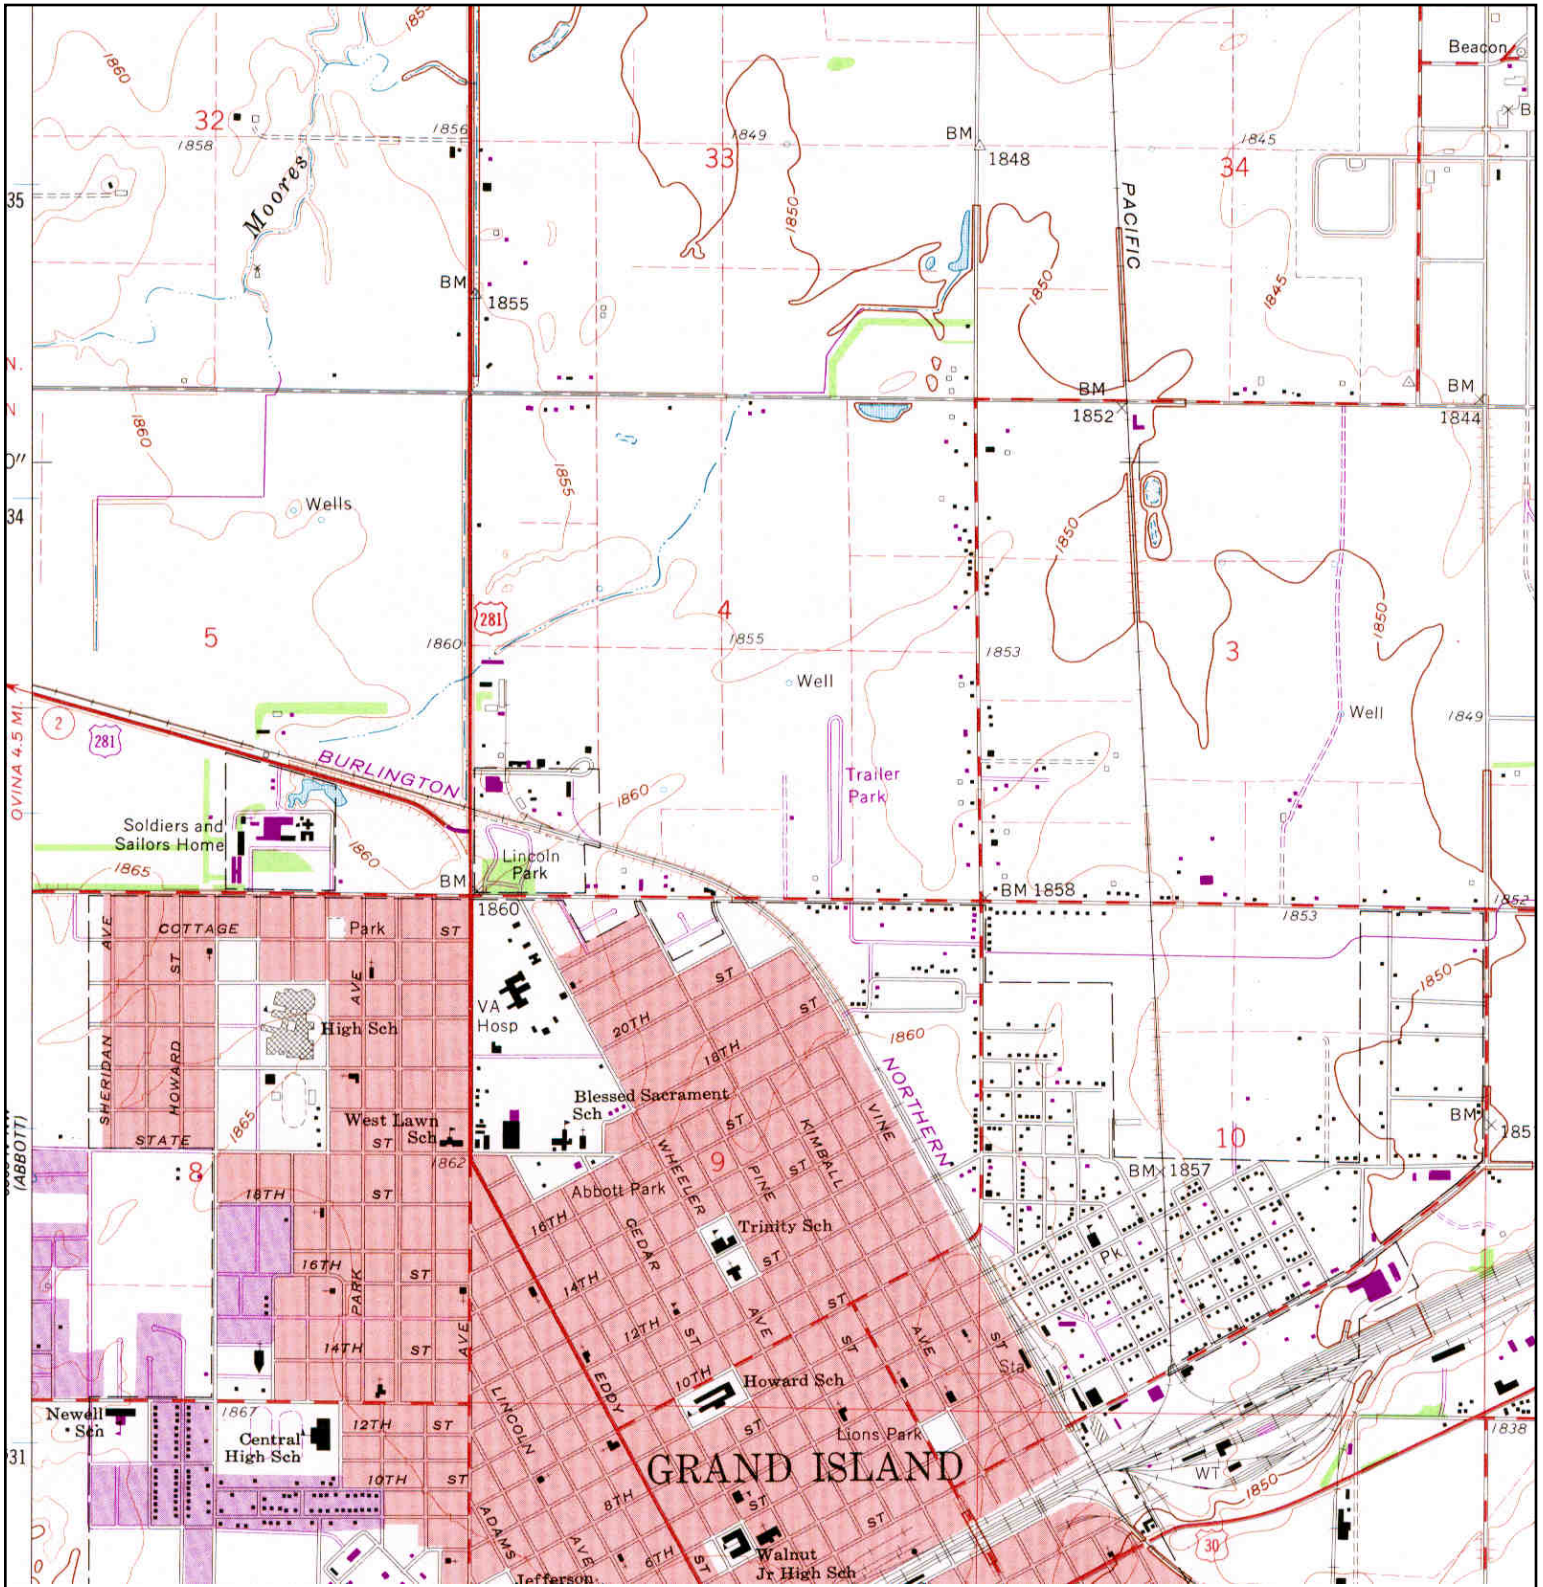 1855
1860
Beacon
B
32
1856
1858
1849
33
BM
1848
1845
34
35
Moores
1850
PACIFIC
1850
1845
BM
1855
N.
N
BM
1852
BM
1844
1860
0"
34
Wells
1855
1850
281
5
1860
4
1855
1853
3
1850
Well
Well
1849
2
281
OVINA 4.5 MI.
BURLINGTON
Trailer
Park
1860
Soldiers and
Sailors Home
1865
1860
BM
Lincoln
Park
BM 1858
1860
1853
1852
COTTAGE
ST
Park
AVE
ST
AVE
VA
Hosp
ST
ST
20TH
18TH
1860
1850
High Sch
SHERIDAN
HOWARD
1865
NORTHERN
Blessed Sacrament
Sch
West Lawn
Sch
STATE
ST
1862
(ABBOTT)
ST
KIMBALL
VINE
WHEELER
PINE
ST
9
10
BM
185
BM 1857
8
18TH
ST
Abbott Park
16TH
CEDAR
Trinity Sch
ST
Pk
16TH
ST
PARK
14TH
ST
AVE
14TH
12TH
ST
AVE
ST
ST
AVE
ST
Sta
EDDY
10TH
Howard Sch
LINCOLN
Newell
Sch
1867
Central
High Sch
12TH
ST
10TH
ST
ST
Lions Park
GRAND ISLAND
31
1838
WT
1850
8TH
ST
ST
ADAMS
AVE
6TH
ST
Walnut
Jr High Sch
30
Jefferson